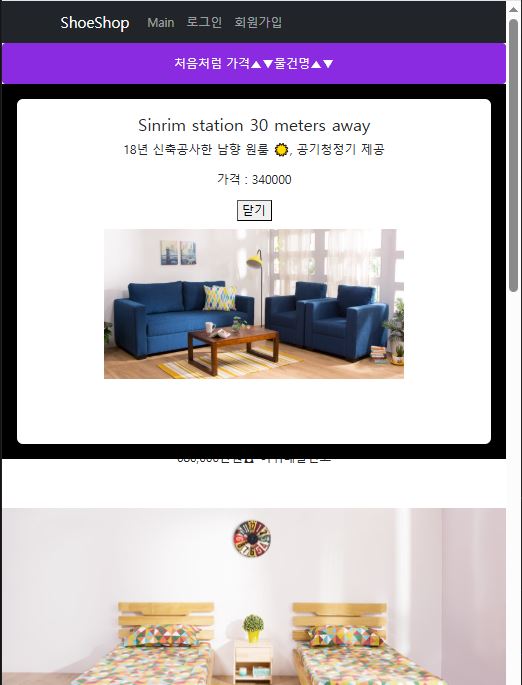 ShoeShop Main 로그인 회원가입
처음처럼 가격▲▼물건명▲▼
Sinrim station 30 meters away
18년 신축공사한 남향 원룸 🌞, 공기청정기 제공
가격 : 340000
닫기